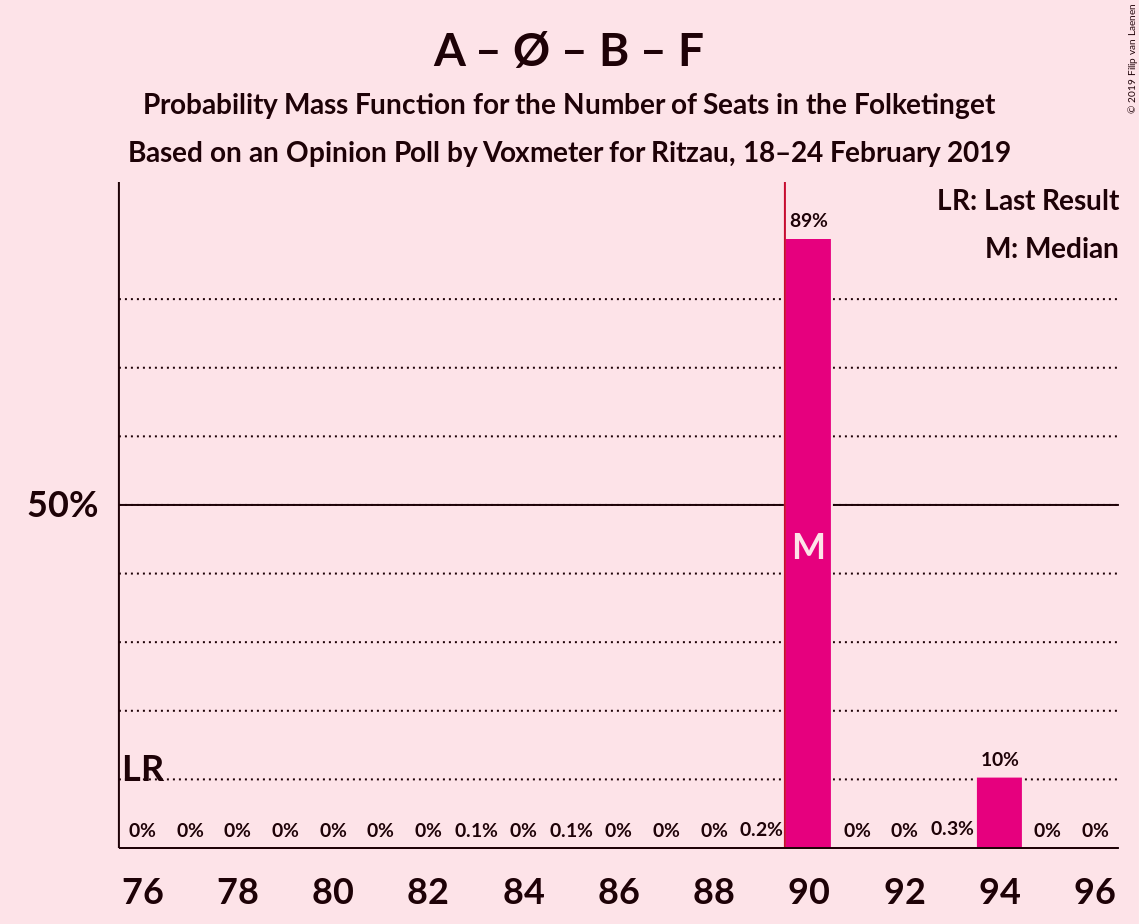 A – Ø – B – F
Probability Mass Function for the Number of Seats in the Folketinget
Based on an Opinion Poll by Voxmeter for Ritzau, 18–24 February 2019
© 2019 Filip van Laenen
LR: Last Result
M: Median
89%
50%
M
10%
LR
0% 0% 0% 0% 0% 0% 0% 0.1% 0% 0.1% 0% 0% 0% 0.2% 0% 0% 0.3% 0% 0%
76 78 80 82 84 86 88 90 92 94 96